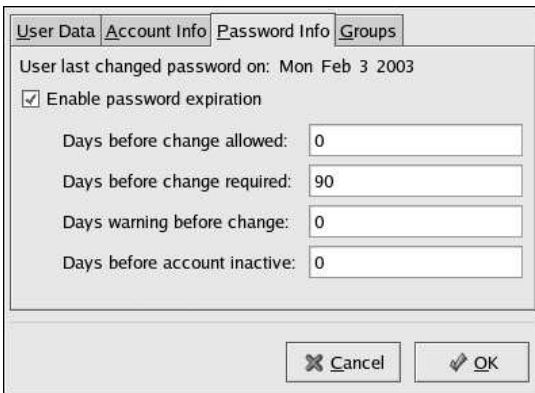 User Data Account Info Password Info Groups
User last changed password on: Mon Feb 3 2003
Enable password expiration
Days before change allowed: 0
Days before change required: 90
Days warning before change: 0
Days before account inactive: 0
Cancel OK